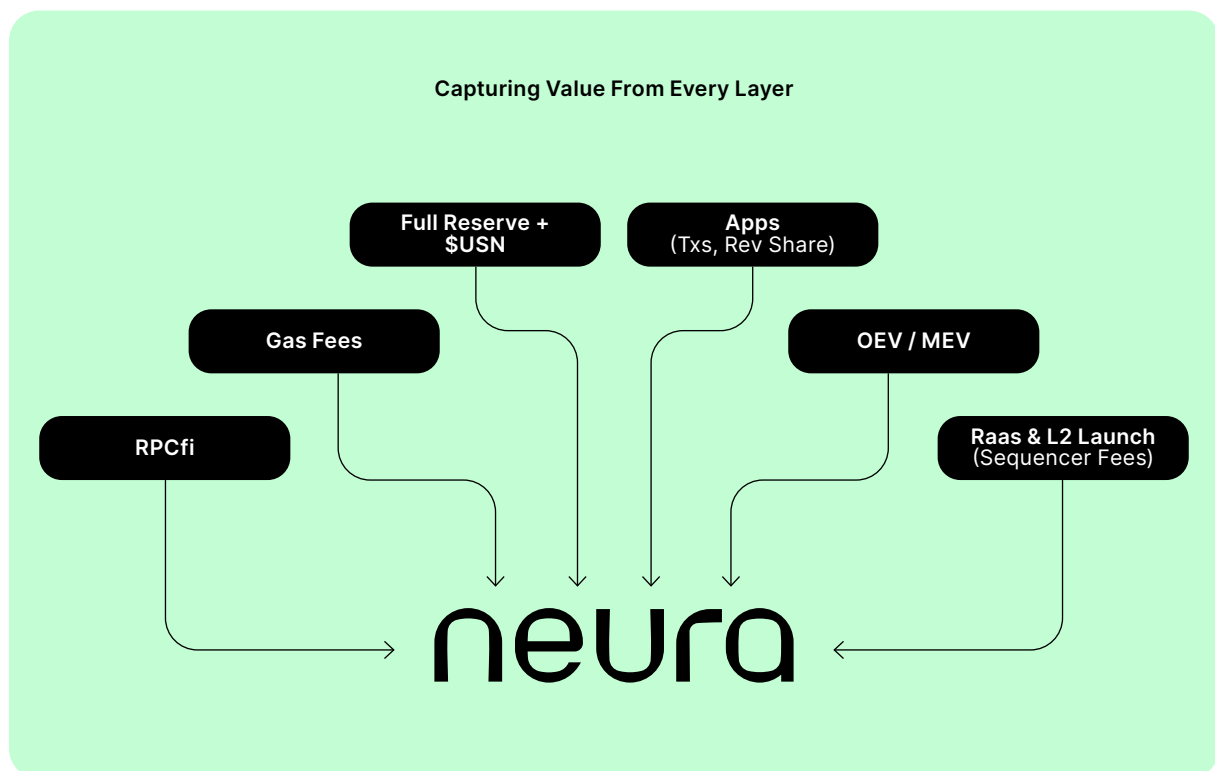 Capturing Value From Every Layer
Full Reserve +
$USN
Apps
(Txs, Rev Share)
Gas Fees
OEV / MEV
RPCfi
Raas & L2 Launch
(Sequencer Fees)
neura